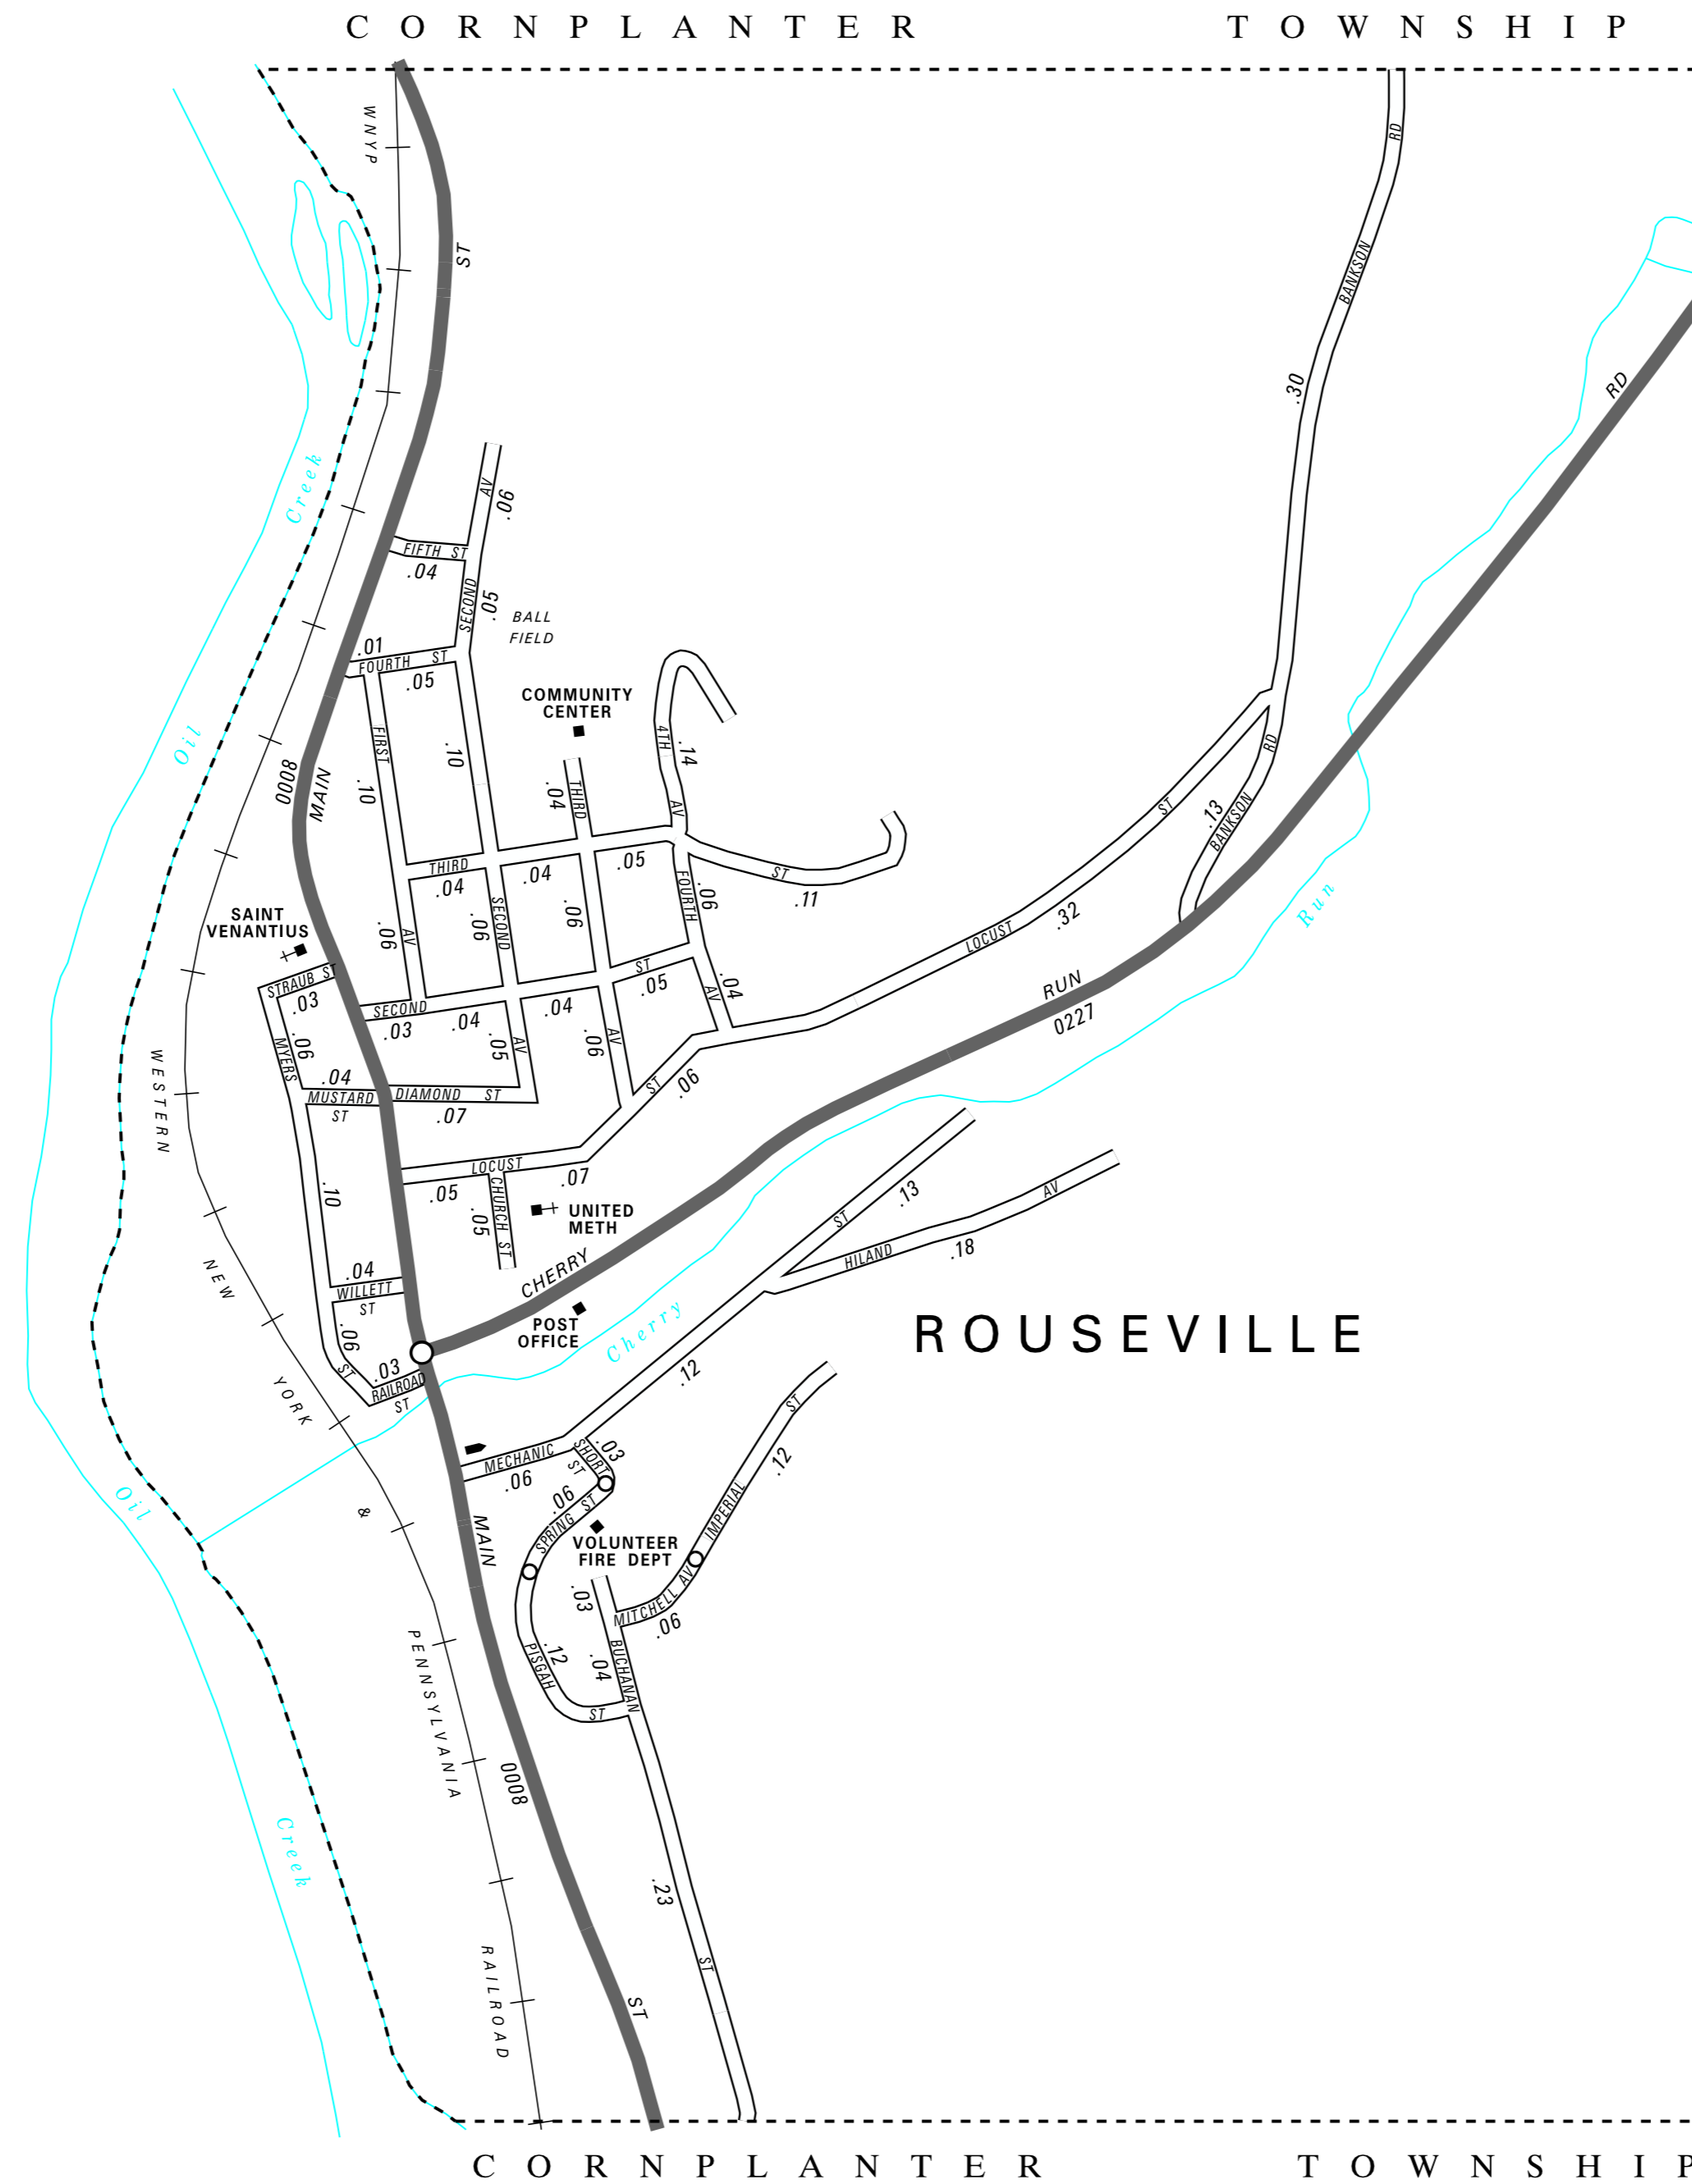 CORNPLANTER TOWNSHIP
WNYP
RD
ST
BANKSON
.30
RD
Creek
AV
.06
FIFTH ST
.04
SECOND
.05
BALL
FIELD
.01
FOURTH ST
.05
COMMUNITY
CENTER
Oil
0008
MAIN
FIRST
.10
.10
.04
THIRD
4TH
.14
AV
ST
RD
.13
BANKSON
THIRD
.04
.04
.05
ST
.11
FOURTH
.06
.06
AV
.06
SECOND
.06
LOCUST
.32
Run
SAINT
VENANTIUS
STRAUB ST
.03
SECOND
.03
.04
.04
ST
.05
AV
.04
RUN
0227
WESTERN
MYERS
.06
.04
MUSTARD
ST
DIAMOND ST
.07
.05
AV
.06
AV
ST
.06
LOCUST
.05
.07
CHURCH ST
.05
UNITED
METH
.10
ST
.13
HILAND
AV
.18
NEW
.04
WILLETT
ST
CHERRY
POST
OFFICE
Cherry
ROUSEVILLE
.06
ST
.03
RAILROAD
ST
YORK
.12
MECHANIC
.06
SHORT
ST
.03
ST
.12
IMPERIAL
Oil
&
MAIN
.06
SPRING ST
VOLUNTEER
FIRE DEPT
.03
MITCHELL AV
.06
PISGAH
.12
ST
BUCHANAN
.04
PENNSYLVANIA
0008
Creek
.23
RAILROAD
ST
ST
CORNPLANTER TOWNSHIP